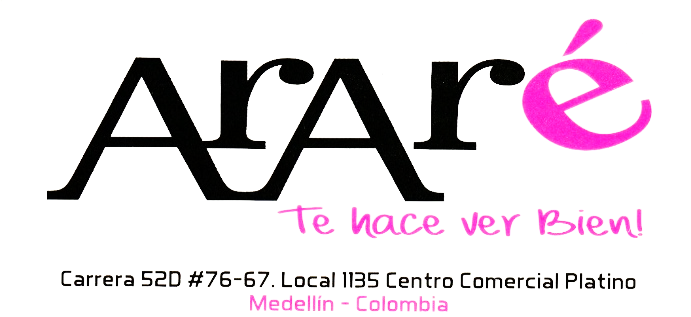 Araré
Te hace ver Bien!
Carrera 52D #76-67. Local 1135 Centro Comercial Platino
Medellín - Colombia